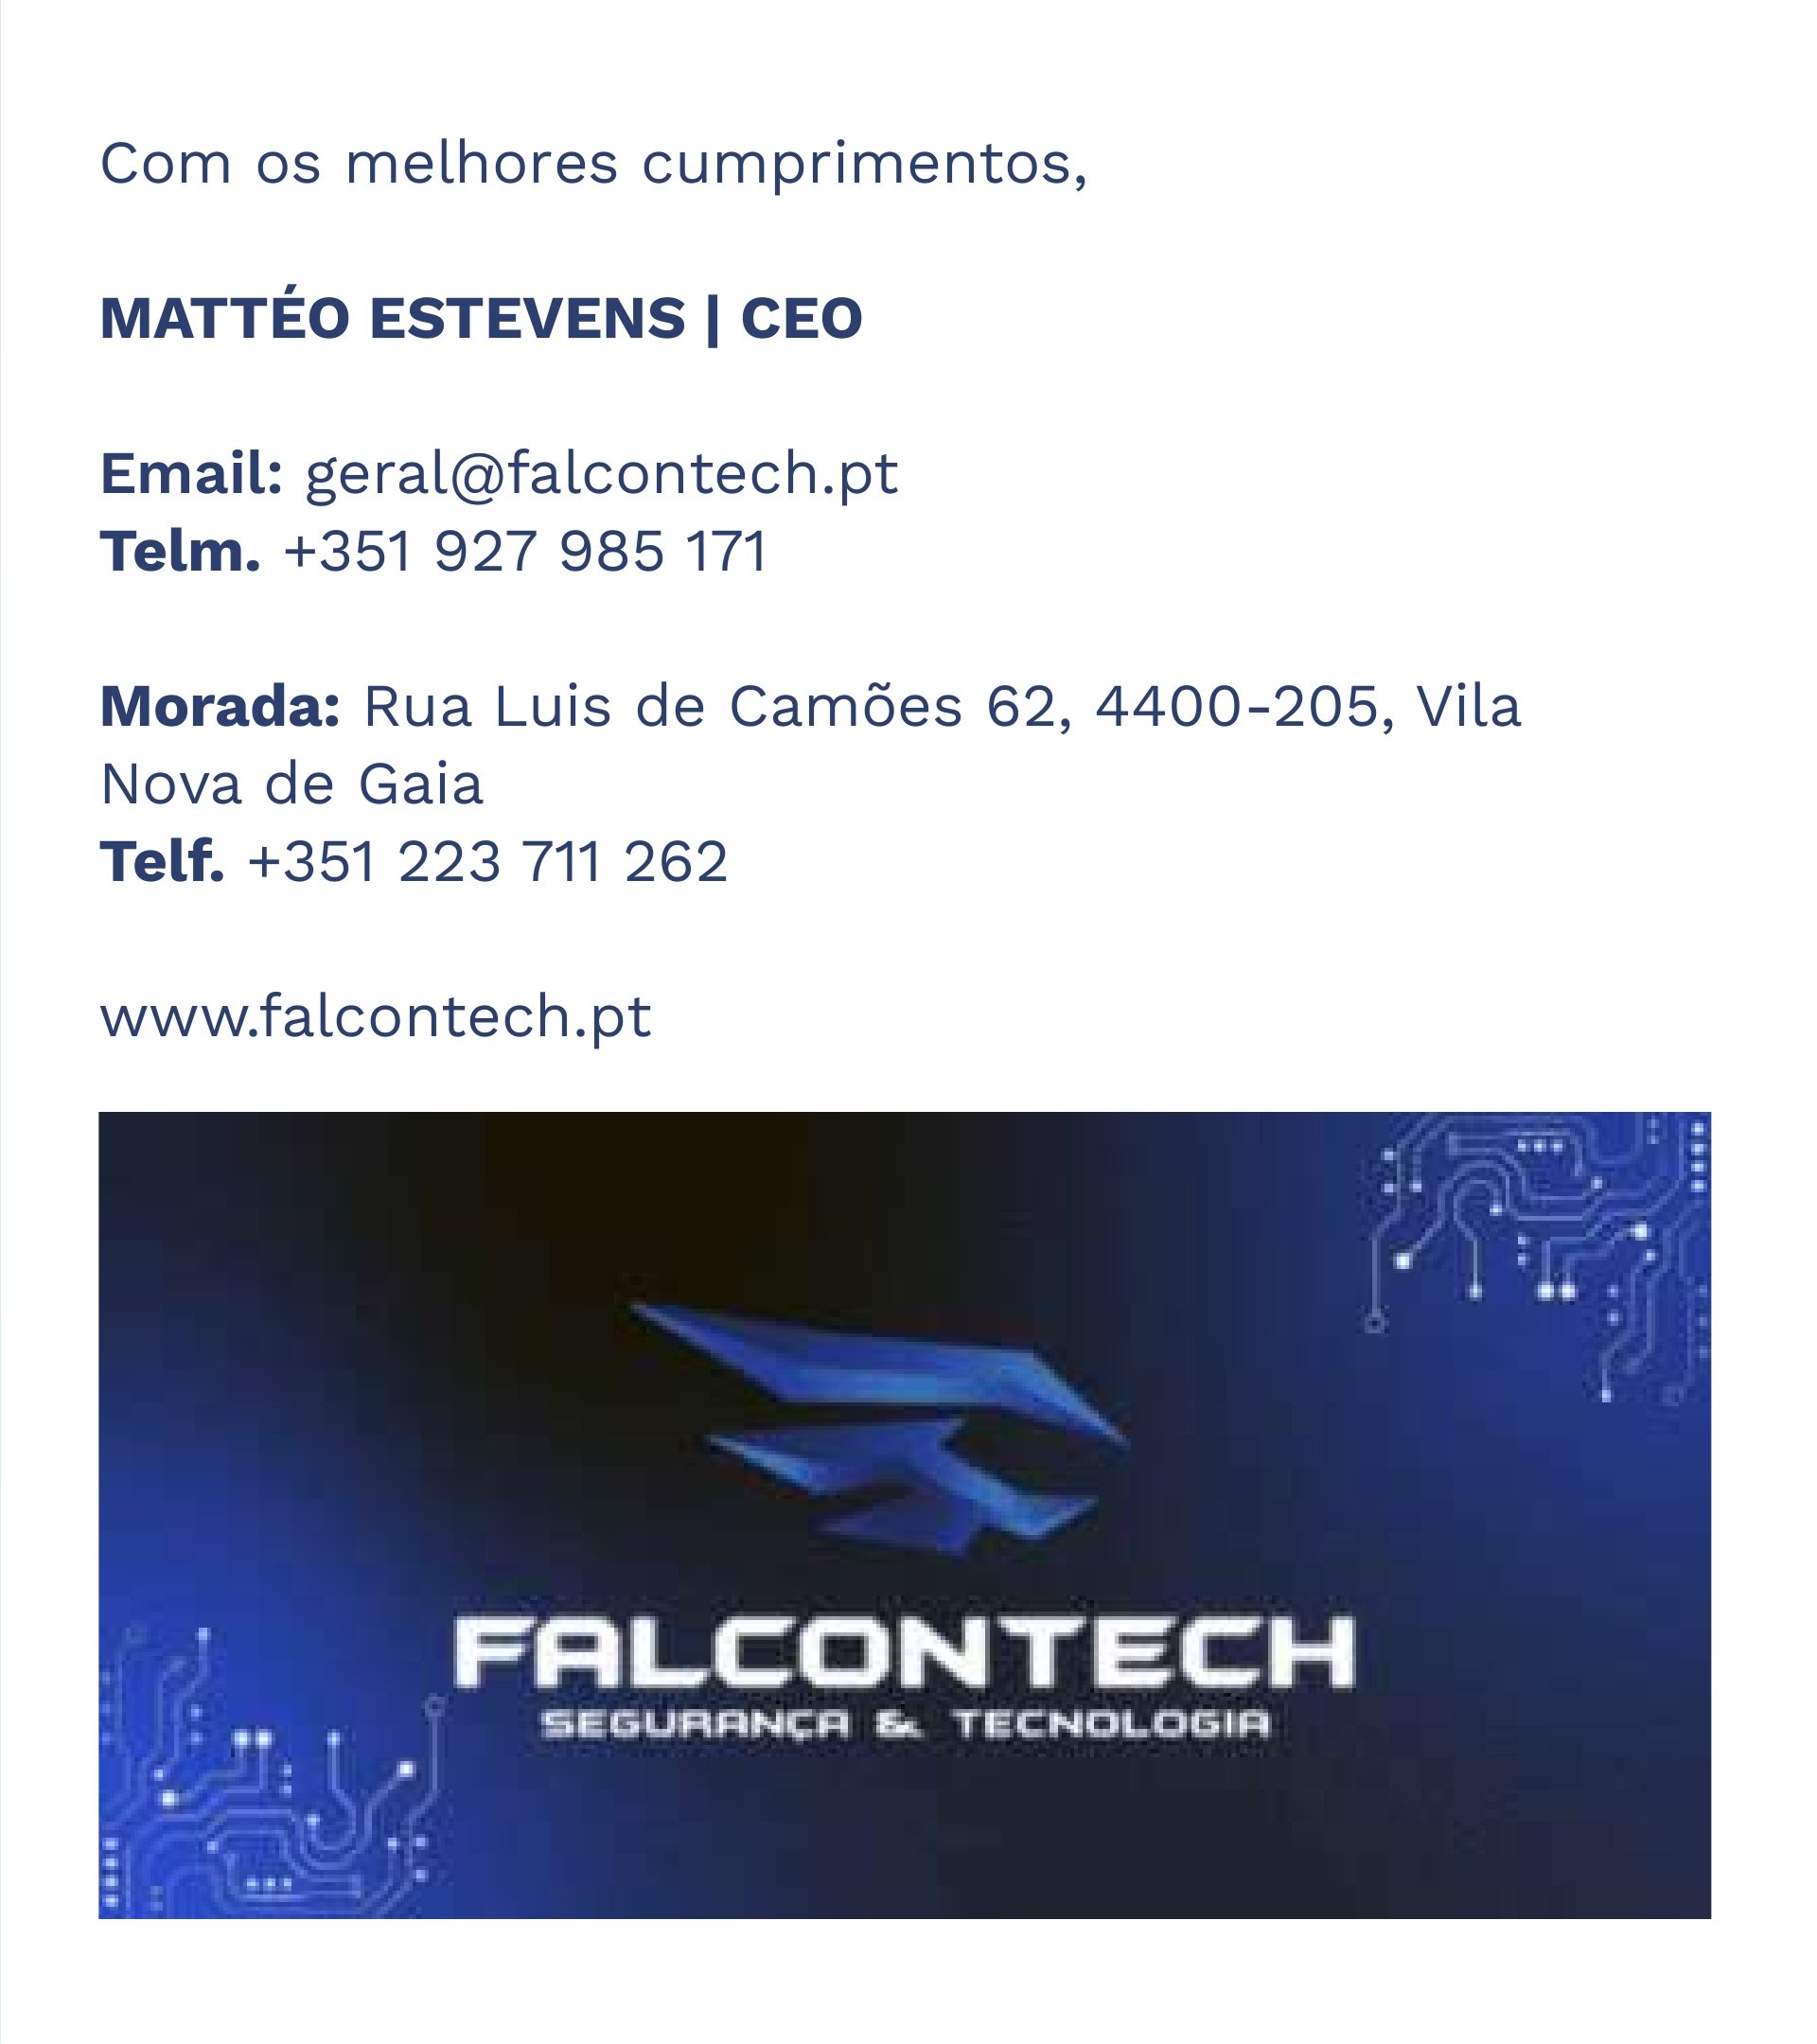 Com os melhores cumprimentos,
MATTÉO ESTEVENS | CEO
Email: geral@falcontech.pt
Telm. +351 927 985 171
Morada: Rua Luis de Camões 62, 4400-205, Vila
Nova de Gaia
Telf. +351 223 711 262
www.falcontech.pt
FALCONTECH
SEGURANÇA & TECNOLOGIA